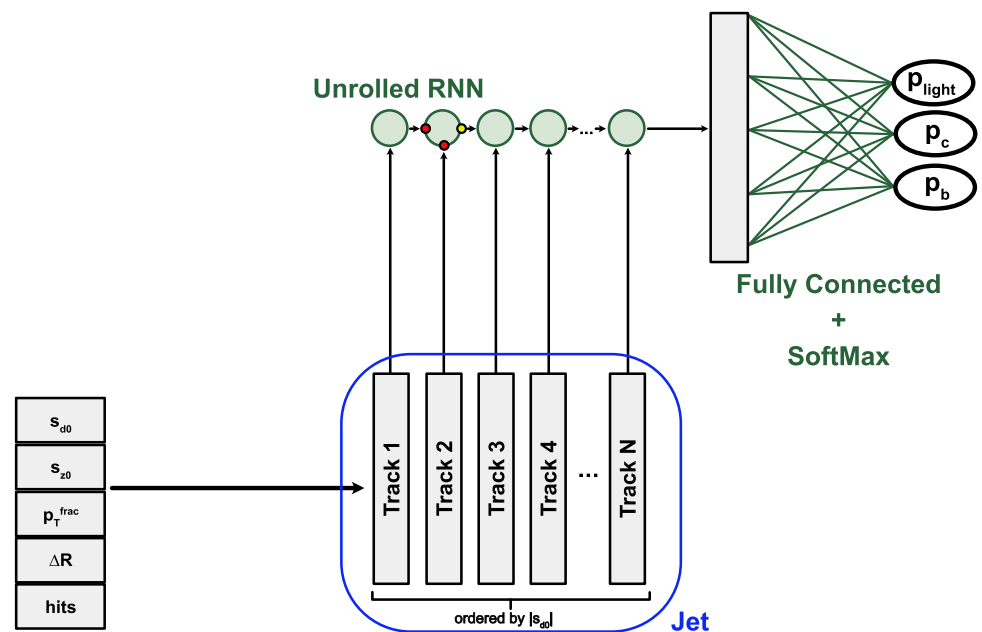 Unrolled RNN
...
p_light
p_c
p_b
Fully Connected
+
SoftMax
s_d0
s_z0
p_T^frac
ΔR
hits
Track 1
Track 2
Track 3
Track 4
...
Track N
ordered by |s_d0|
Jet